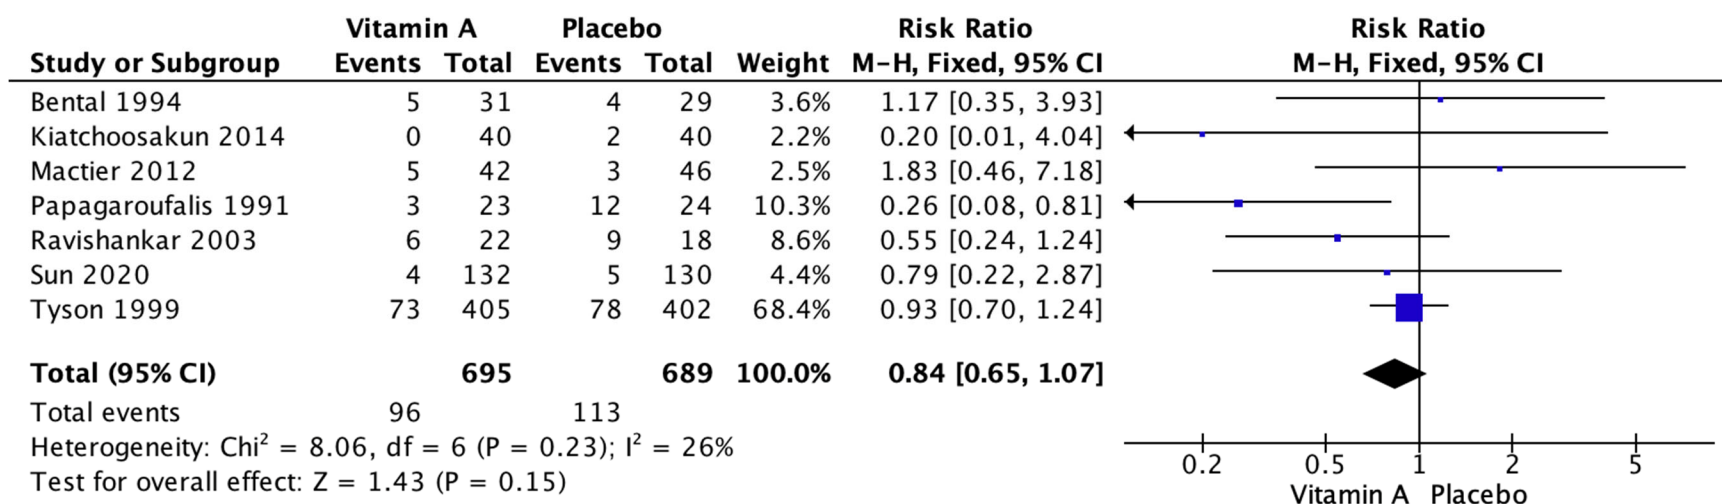 Vitamin A Placebo Risk Ratio Risk Ratio
Study or Subgroup Events Total Events Total Weight M-H, Fixed, 95% CI M-H, Fixed, 95% CI
Bental 1994 5 31 4 29 3.6% 1.17 [0.35, 3.93]
Kiatchoosakun 2014 0 40 2 40 2.2% 0.20 [0.01, 4.04]
Mactier 2012 5 42 3 46 2.5% 1.83 [0.46, 7.18]
Papagaroufalis 1991 3 23 12 24 10.3% 0.26 [0.08, 0.81]
Ravishankar 2003 6 22 9 18 8.6% 0.55 [0.24, 1.24]
Sun 2020 4 132 5 130 4.4% 0.79 [0.22, 2.87]
Tyson 1999 73 405 78 402 68.4% 0.93 [0.70, 1.24]
Total (95% CI) 695 689 100.0% 0.84 [0.65, 1.07]
Total events 96 113
Heterogeneity: Chi² = 8.06, df = 6 (P = 0.23); I² = 26%
Test for overall effect: Z = 1.43 (P = 0.15)
0.2 0.5 1 2 5
Vitamin A Placebo